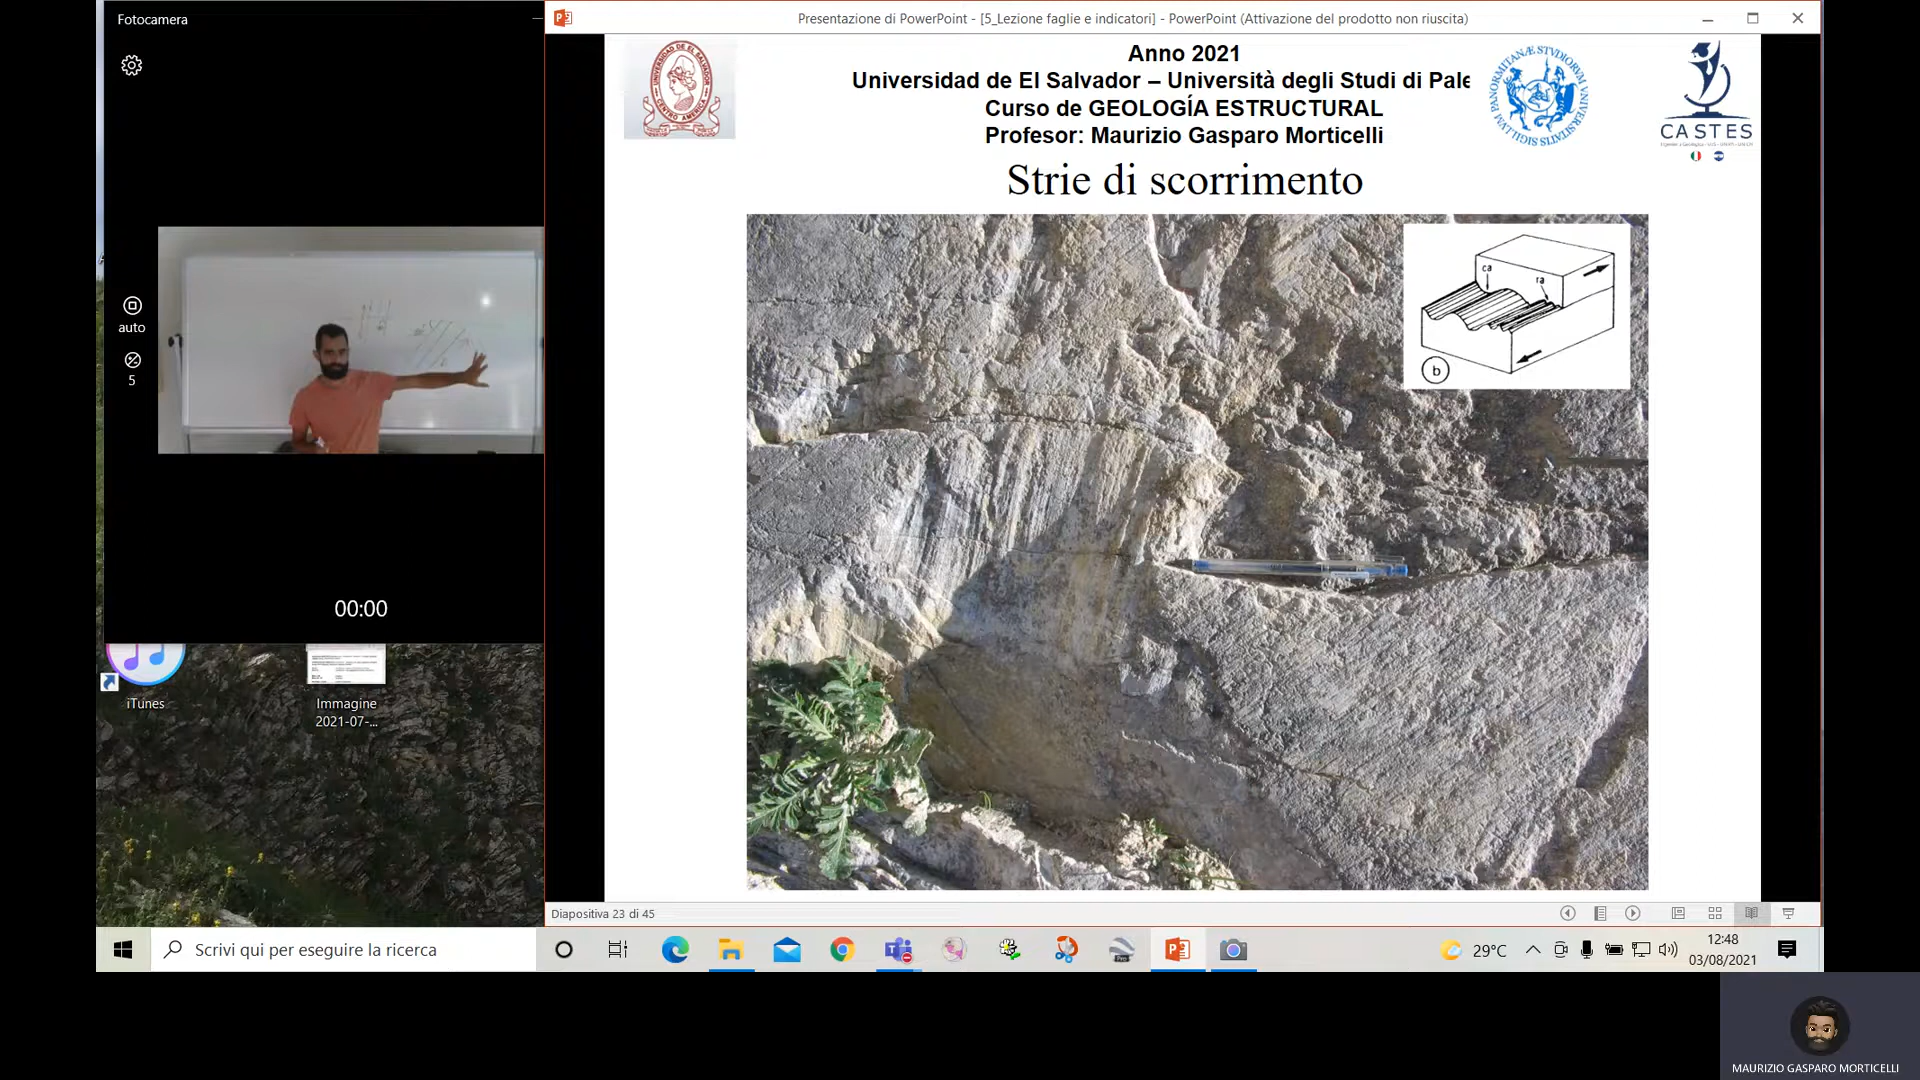 Fotocamera
Presentazione di PowerPoint - [5_Lezione faglie e indicatori] - PowerPoint (Attivazione del prodotto non riuscita)
Anno 2021
Universidad de El Salvador – Università degli Studi di Pale
Curso de GEOLOGÍA ESTRUCTURAL
Profesor: Maurizio Gasparo Morticelli
CASTES
Strie di scorrimento
ca
ra
b
auto
5
00:00
iTunes
Immagine
2021-07-...
Diapositiva 23 di 45
Scrivi qui per eseguire la ricerca
29°C
12:48
03/08/2021
MAURIZIO GASPARO MORTICELLI